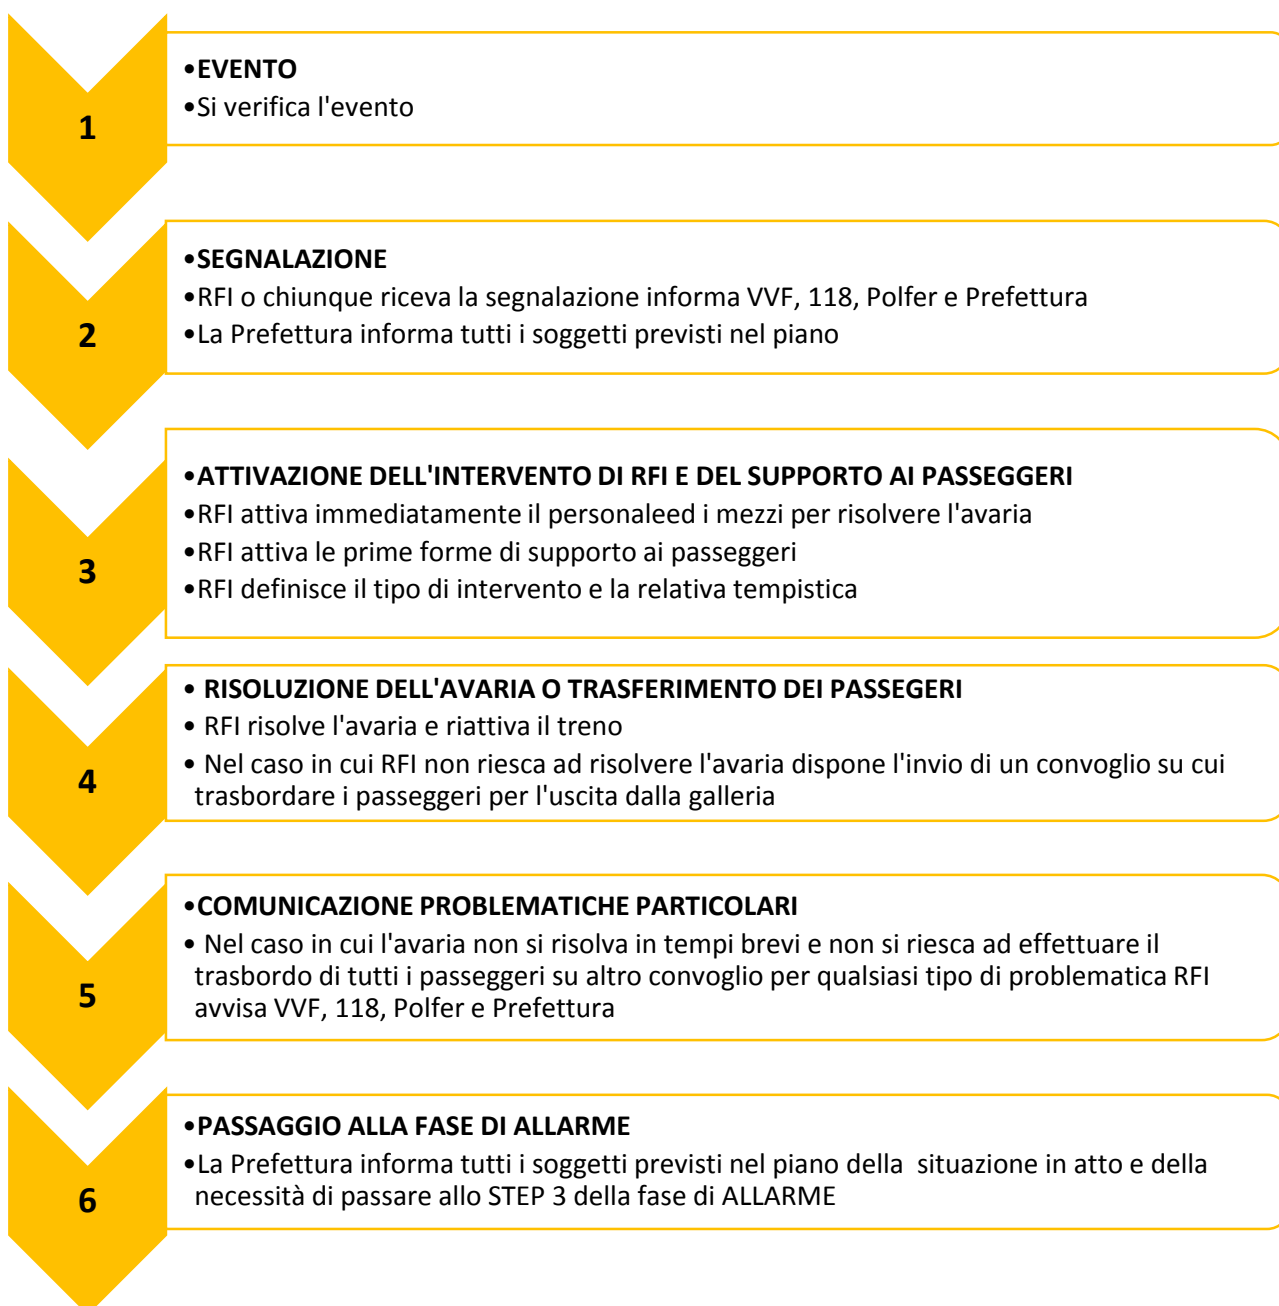 1
•EVENTO
•Si verifica l'evento
2
•SEGNALAZIONE
•RFI o chiunque riceva la segnalazione informa VVF, 118, Polfer e Prefettura
•La Prefettura informa tutti i soggetti previsti nel piano
3
•ATTIVAZIONE DELL'INTERVENTO DI RFI E DEL SUPPORTO AI PASSEGGERI
•RFI attiva immediatamente il personaleed i mezzi per risolvere l'avaria
•RFI attiva le prime forme di supporto ai passeggeri
•RFI definisce il tipo di intervento e la relativa tempistica
4
• RISOLUZIONE DELL'AVARIA O TRASFERIMENTO DEI PASSEGERI
• RFI risolve l'avaria e riattiva il treno
• Nel caso in cui RFI non riesca ad risolvere l'avaria dispone l'invio di un convoglio su cui
trasbordare i passeggeri per l'uscita dalla galleria
5
•COMUNICAZIONE PROBLEMATICHE PARTICOLARI
• Nel caso in cui l'avaria non si risolva in tempi brevi e non si riesca ad effettuare il
trasbordo di tutti i passeggeri su altro convoglio per qualsiasi tipo di problematica RFI
avvisa VVF, 118, Polfer e Prefettura
6
•PASSAGGIO ALLA FASE DI ALLARME
•La Prefettura informa tutti i soggetti previsti nel piano della  situazione in atto e della
necessità di passare allo STEP 3 della fase di ALLARME